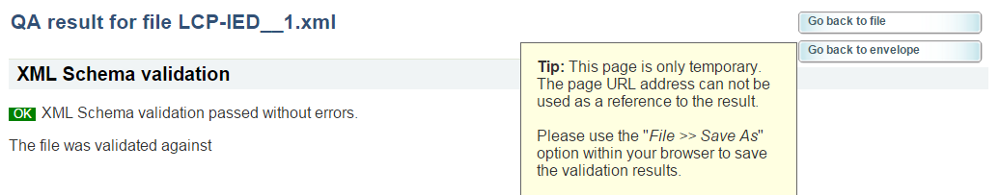 QA result for file LCP-IED__1.xml
Go back to file
Go back to envelope
XML Schema validation
OK XML Schema validation passed without errors.
The file was validated against
Tip: This page is only temporary.
The page URL address can not be
used as a reference to the result.
Please use the "File >> Save As"
option within your browser to save
the validation results.